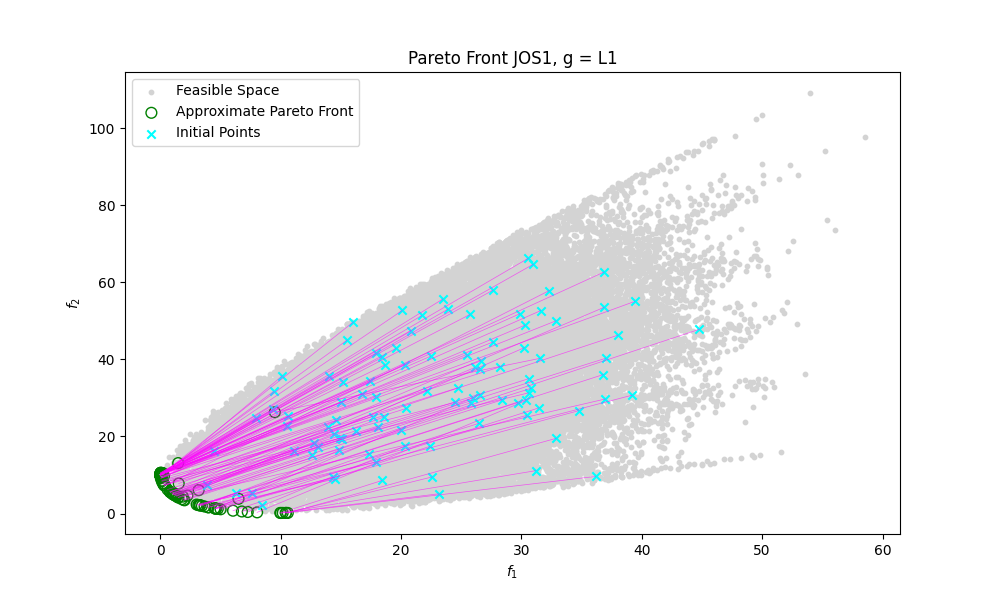 Pareto Front JOS1, g = L1
Feasible Space
Approximate Pareto Front
Initial Points
f₂
100
80
60
40
20
0
0 10 20 30 40 50 60
f₁